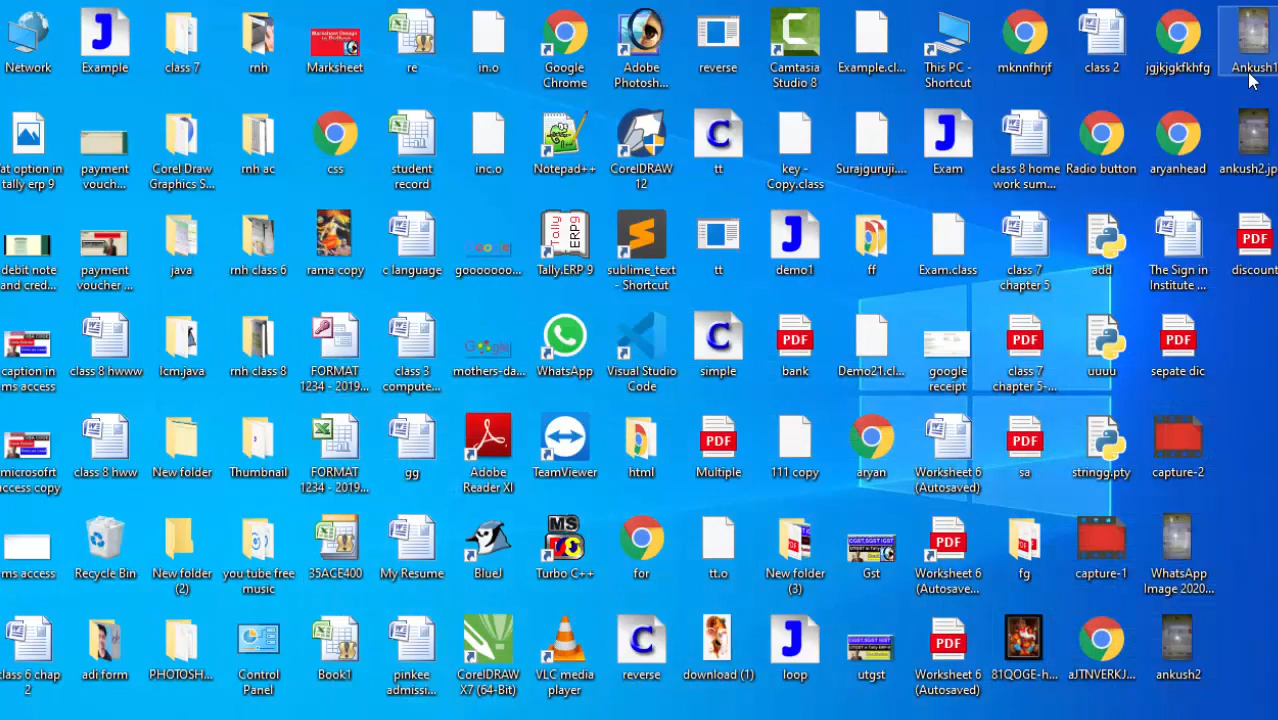 Network
Example
class 7
rnh
Marksheet
re
in.o
Google
Chrome
Adobe
Photosh...
reverse
Camtasia
Studio 8
Example.cl...
This PC -
Shortcut
mknnfhrjf
class 2
jgjkjgkfkhfg
Ankush1
at option in
tally erp 9
payment
vouch...
Corel Draw
Graphics S...
rnh ac
css
student
record
inc.o
Notepad++
CorelDRAW
12
tt
key -
Copy.class
Surajguruji....
Exam
class 8 home
work sum...
Radio button
aryanhead
ankush2.jp
debit note
and cred...
payment
voucher ...
java
rnh class 6
rama copy
c language
gooooooo...
Tally.ERP 9
sublime_text
- Shortcut
tt
demo1
ff
Exam.class
class 7
chapter 5
add
The Sign in
Institute ...
discount
caption in
ms access
class 8 hwww
lcm.java
rnh class 8
FORMAT
1234 - 2019...
class 3
compute...
mothers-da...
WhatsApp
Visual Studio
Code
simple
bank
Demo21.cl...
google
receipt
class 7
chapter 5-...
uuuu
sepate dic
microsofrt
access copy
class 8 hww
New folder
Thumbnail
FORMAT
1234 - 2019...
gg
Adobe
Reader XI
TeamViewer
html
Multiple
111 copy
aryan
Worksheet 6
(Autosaved)
sa
stringg.pty
capture-2
ms access
Recycle Bin
New folder
(2)
you tube free
music
35ACE400
My Resume
BlueJ
Turbo C++
for
tt.o
New folder
(3)
Gst
Worksheet 6
(Autosave...
fg
capture-1
WhatsApp
Image 2020...
class 6 chap
2
adi form
PHOTOSH...
Control
Panel
Book1
pinkee
admissi...
CorelDRAW
X7 (64-Bit)
VLC media
player
reverse
download (1)
loop
utgst
Worksheet 6
(Autosaved)
81QOGE-h...
aJTNVERKJ...
ankush2